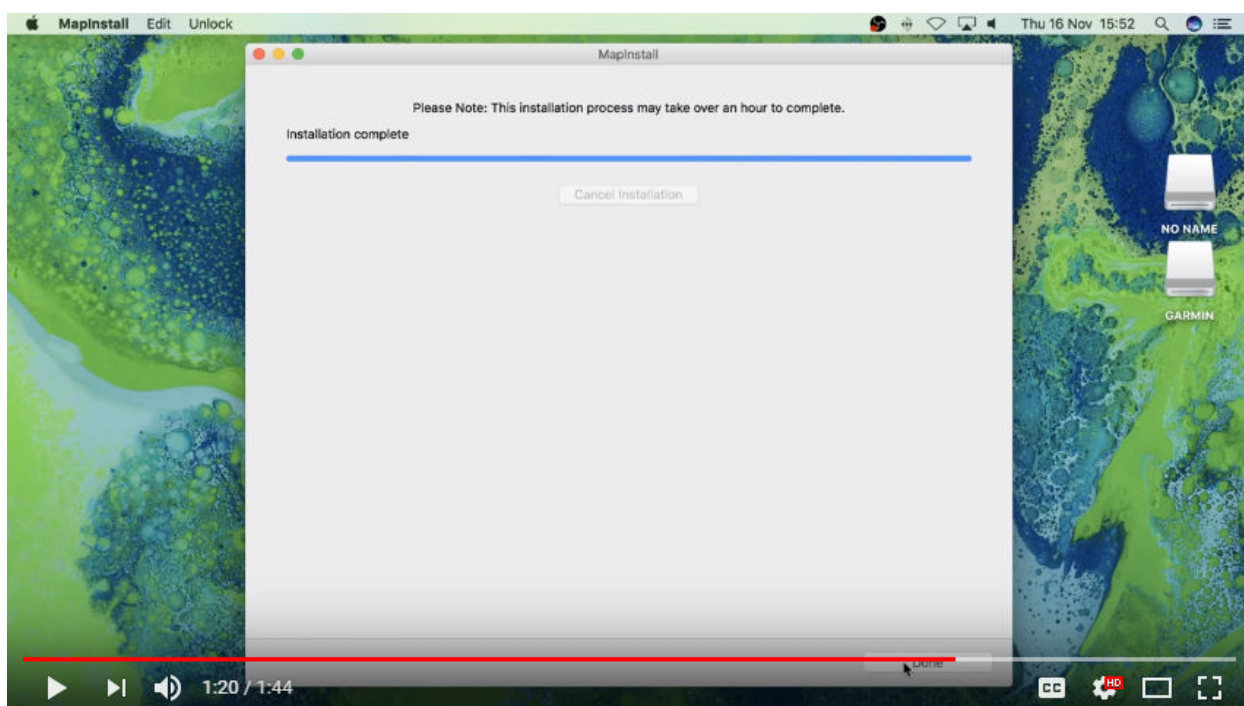 MapInstall Edit Unlock Thu 16 Nov 15:52
MapInstall
Please Note: This installation process may take over an hour to complete.
Installation complete
Cancel Installation
NO NAME
GARMIN
Done
1:20 / 1:44 CC HD